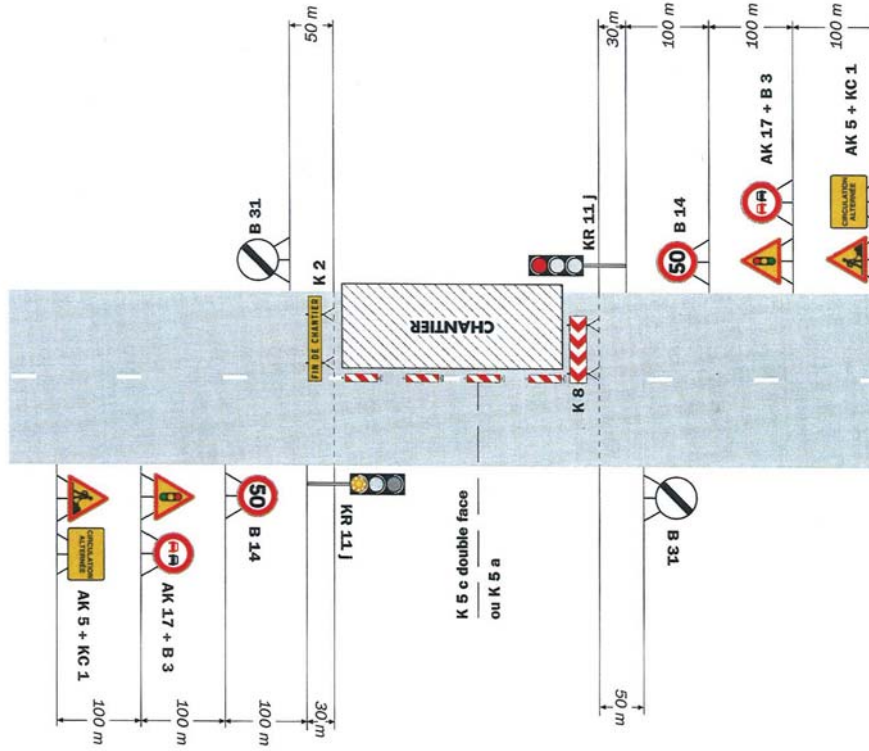 50 m
30 m
100 m
100 m
100 m
B 31
K 2
FIN DE CHANTIER
CHANTIER
KR 11 j
K 8
B 14
50
AK 17 + B 3
AK 5 + KC 1
CIRCULATION
ALTERNÉE
CIRCULATION
ALTERNÉE
AK 5 + KC 1
AK 17 + B 3
50
B 14
KR 11 j
K 5 c double face
ou K 5 a
B 31
100 m
100 m
100 m
30 m
50 m